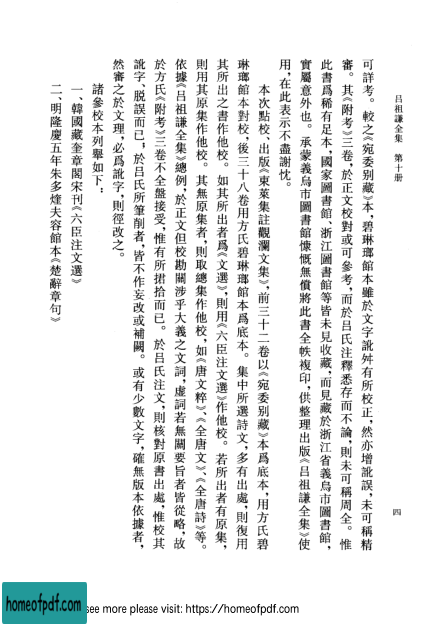 呂祖謙全集　第十册
四
可詳考。較之《宛委别藏》本，碧琳瑯館本雖於文字訛舛有所校正，然亦增訛誤，未可稱精
審。其《附考》三卷，於正文校對或可參考，而於吕氏注釋悉存而不論，則未可稱周全。惟
此書爲稀有足本，國家圖書館、浙江圖書館等皆未見收藏，而見藏於浙江省義烏市圖書館，
實屬意外也。承蒙義烏市圖書館慷慨無償將此書全帙複印，供整理出版《吕祖謙全集》使
用，在此表示不盡謝忱。
本次點校、出版《東萊集註觀瀾文集》，前三十二卷以《宛委别藏》本爲底本，用方氏碧
琳瑯館本對校，後三十八卷用方氏碧琳瑯館本爲底本。集中所選詩文，多有出處，則復用
其所出之書作他校。如其所出者爲《文選》，則用《六臣注文選》作他校。若所出者有原集，
則用其原集作他校。其無原集者，則取總集作他校，如《唐文粹》、《全唐文》、《全唐詩》等。
依據《吕祖謙全集》總例，於正文但校勘關涉乎大義之文詞，虚詞若無關要旨者皆從略，故
於方氏《附考》三卷不全盤接受，惟有所捃拾而已。於吕氏注文，則核對原書出處，惟校其
訛字、脱誤而已，於吕氏所筆削者，皆不作妄改或補闕。或有少數文字，確無版本依據者，
然審之於文理，必爲訛字，則徑改之。
諸參校本列舉如下：
一、韓國藏奎章閣宋刊《六臣注文選》
二、明隆慶五年朱多煃夫容館本《楚辭章句》
homeofpdf.com
see more please visit: https://homeofpdf.com